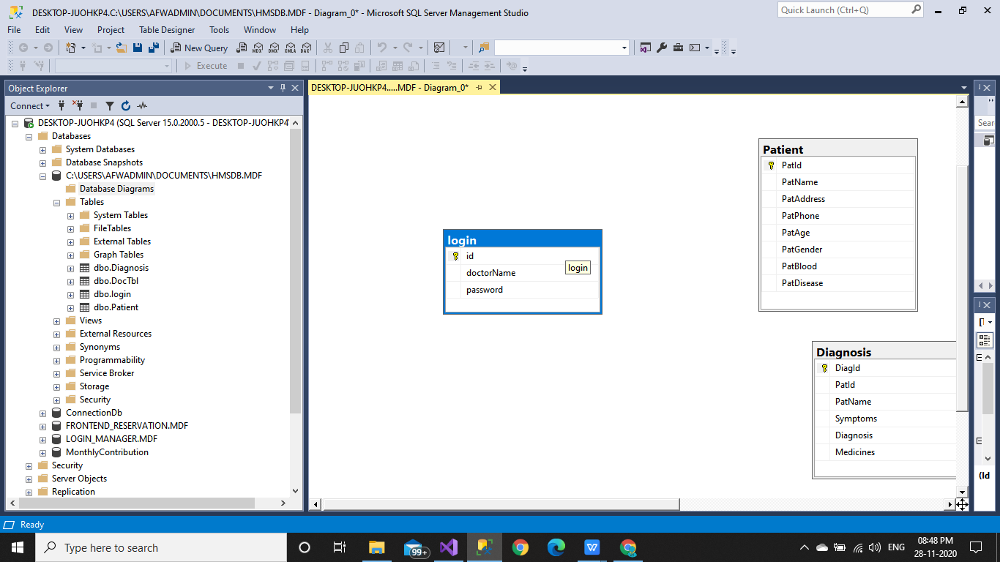 DESKTOP-JUOHKP4.C:\USERS\AFWADMIN\DOCUMENTS\HMSDB.MDF - Diagram_0* - Microsoft SQL Server Management Studio
Quick Launch (Ctrl+Q)
File Edit View Project Table Designer Tools Window Help
New Query MDX DMX XMLA DAX
Execute
Object Explorer
Connect
DESKTOP-JUOHKP4 (SQL Server 15.0.2000.5 - DESKTOP-JUOHKP4
Databases
System Databases
Database Snapshots
C:\USERS\AFWADMIN\DOCUMENTS\HMSDB.MDF
Database Diagrams
Tables
System Tables
FileTables
External Tables
Graph Tables
dbo.Diagnosis
dbo.DocTbl
dbo.login
dbo.Patient
Views
External Resources
Synonyms
Programmability
Service Broker
Storage
Security
ConnectionDb
FRONTEND_RESERVATION.MDF
LOGIN_MANAGER.MDF
MonthlyContribution
Security
Server Objects
Replication
DESKTOP-JUOHKP4.....MDF - Diagram_0*
login
id
doctorName
password
login
Patient
PatId
PatName
PatAddress
PatPhone
PatAge
PatGender
PatBlood
PatDisease
Diagnosis
DiagId
PatId
PatName
Symptoms
Diagnosis
Medicines
Sear
(Id
Ready
Type here to search
99+
ENG
08:48 PM
28-11-2020